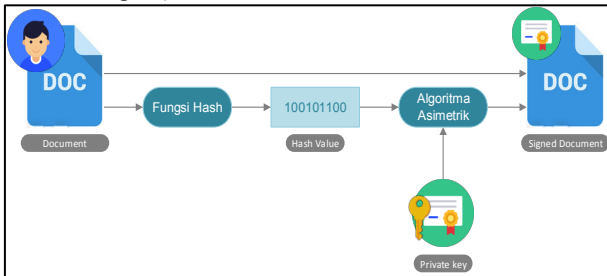 DOC
DOC
Fungsi Hash
100101100
Algoritma
Asimetrik
Document
Hash Value
Signed Document
Private key